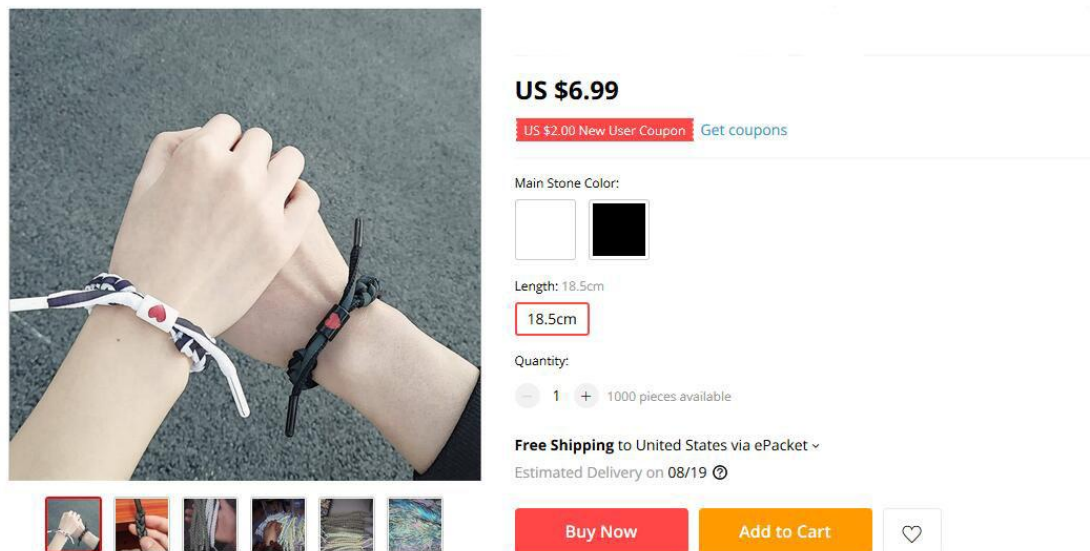 US $6.99
US $2.00 New User Coupon Get coupons
Main Stone Color:
Length: 18.5cm
18.5cm
Quantity:
− 1 + 1000 pieces available
Free Shipping to United States via ePacket
Estimated Delivery on 08/19 ?
Buy Now Add to Cart